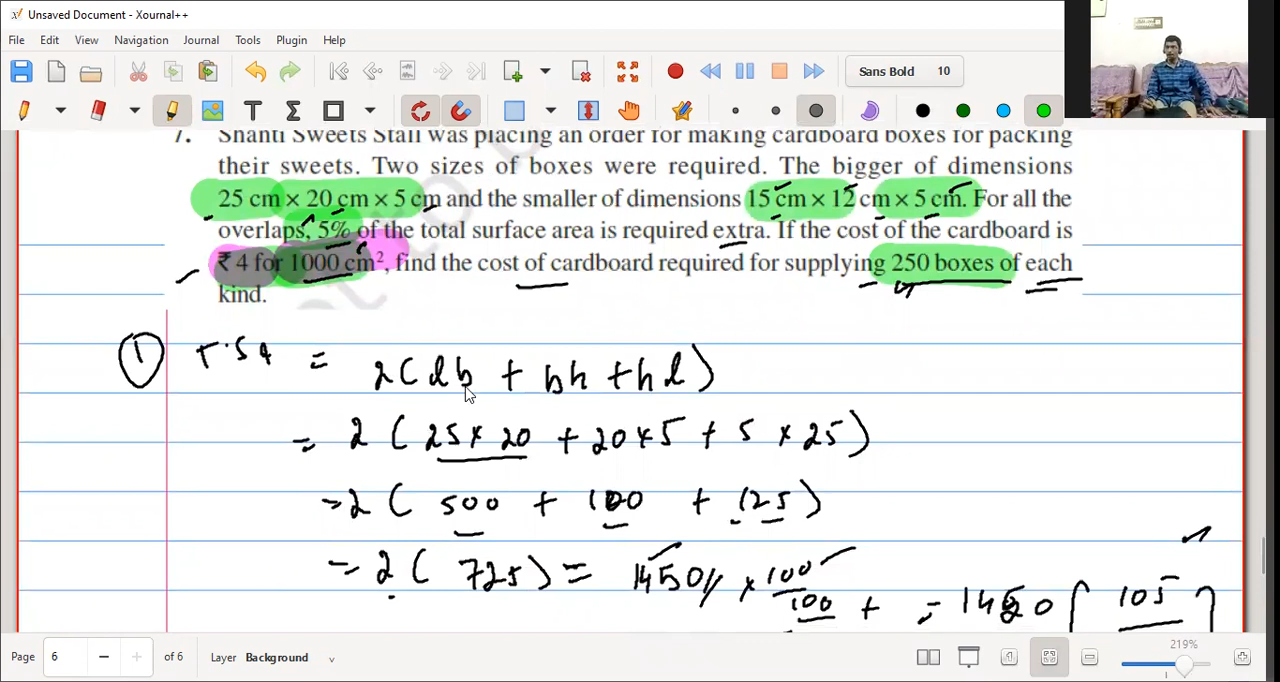 Unsaved Document - Xournal++
File Edit View Navigation Journal Tools Plugin Help
Sans Bold 10
7. Shanti Sweets Stall was placing an order for making cardboard boxes for packing
their sweets. Two sizes of boxes were required. The bigger of dimensions
25 cm × 20 cm × 5 cm and the smaller of dimensions 15 cm × 12 cm × 5 cm. For all the
overlaps, 5% of the total surface area is required extra. If the cost of the cardboard is
₹ 4 for 1000 cm², find the cost of cardboard required for supplying 250 boxes of each
kind.
① T.SA = 2(lb + bh + hl)
= 2 ( 25 × 20 + 20 × 5 + 5 × 25 )
= 2 ( 500 + 100 + 125 )
= 2 ( 725 ) = 1450 × 100/100 + = 1450 [ 105 ]
Page 6 of 6 Layer Background 219%